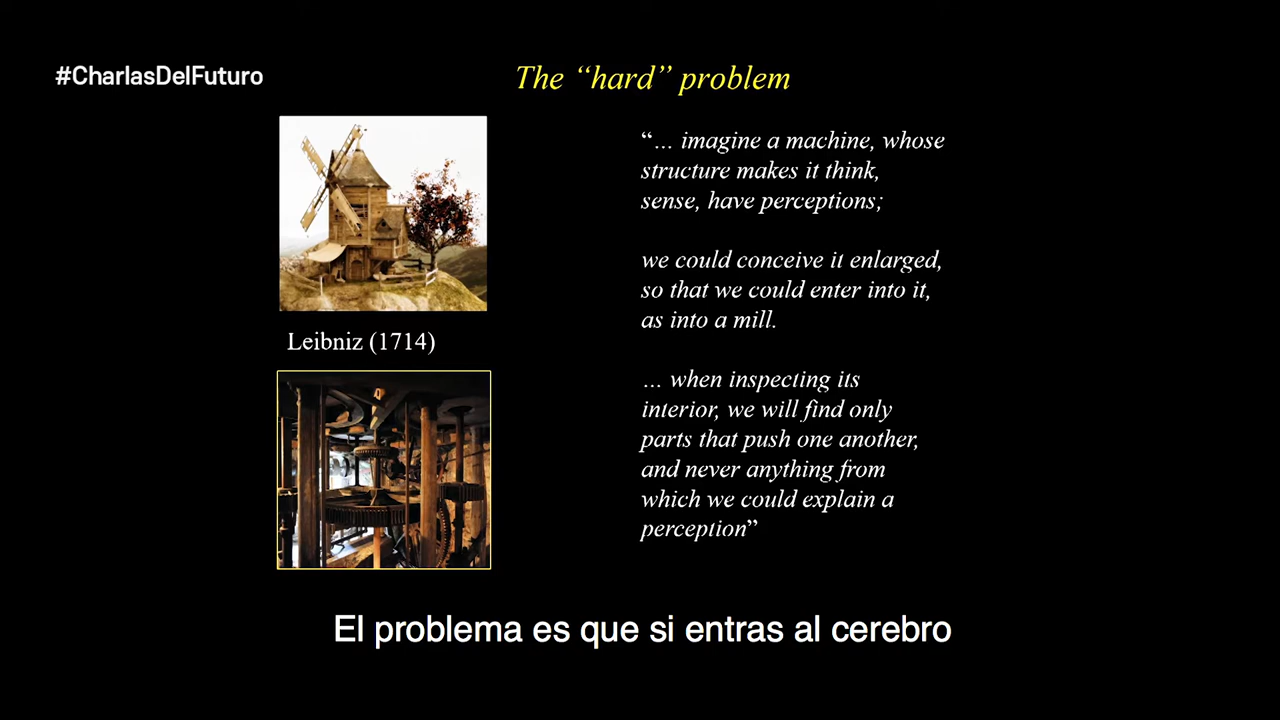 #CharlasDelFuturo
The “hard” problem
“… imagine a machine, whose
structure makes it think,
sense, have perceptions;
we could conceive it enlarged,
so that we could enter into it,
as into a mill.
… when inspecting its
interior, we will find only
parts that push one another,
and never anything from
which we could explain a
perception”
Leibniz (1714)
El problema es que si entras al cerebro